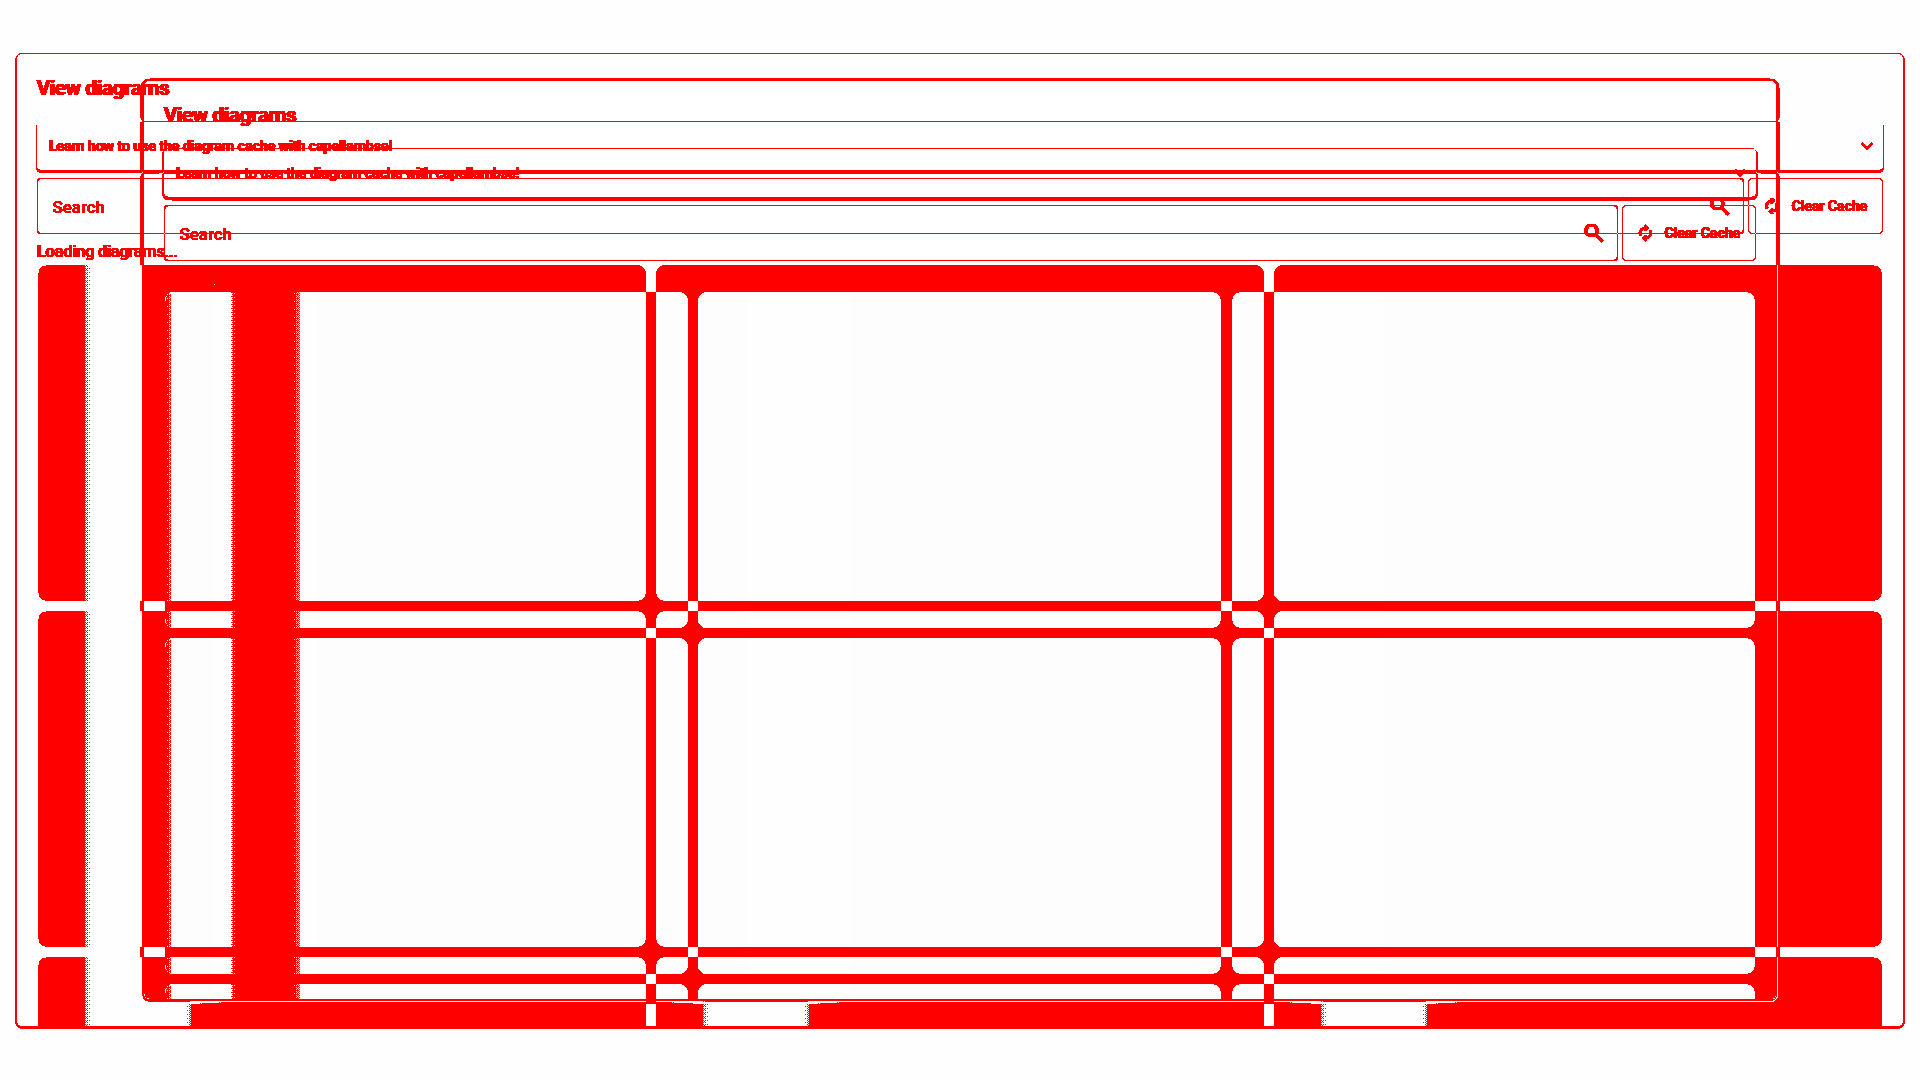 View diagrams
View diagrams
Learn how to use the diagram cache with capellambse!
Learn how to use the diagram cache with capellambse!
Search
Clear Cache
Search
Clear Cache
Loading diagrams...